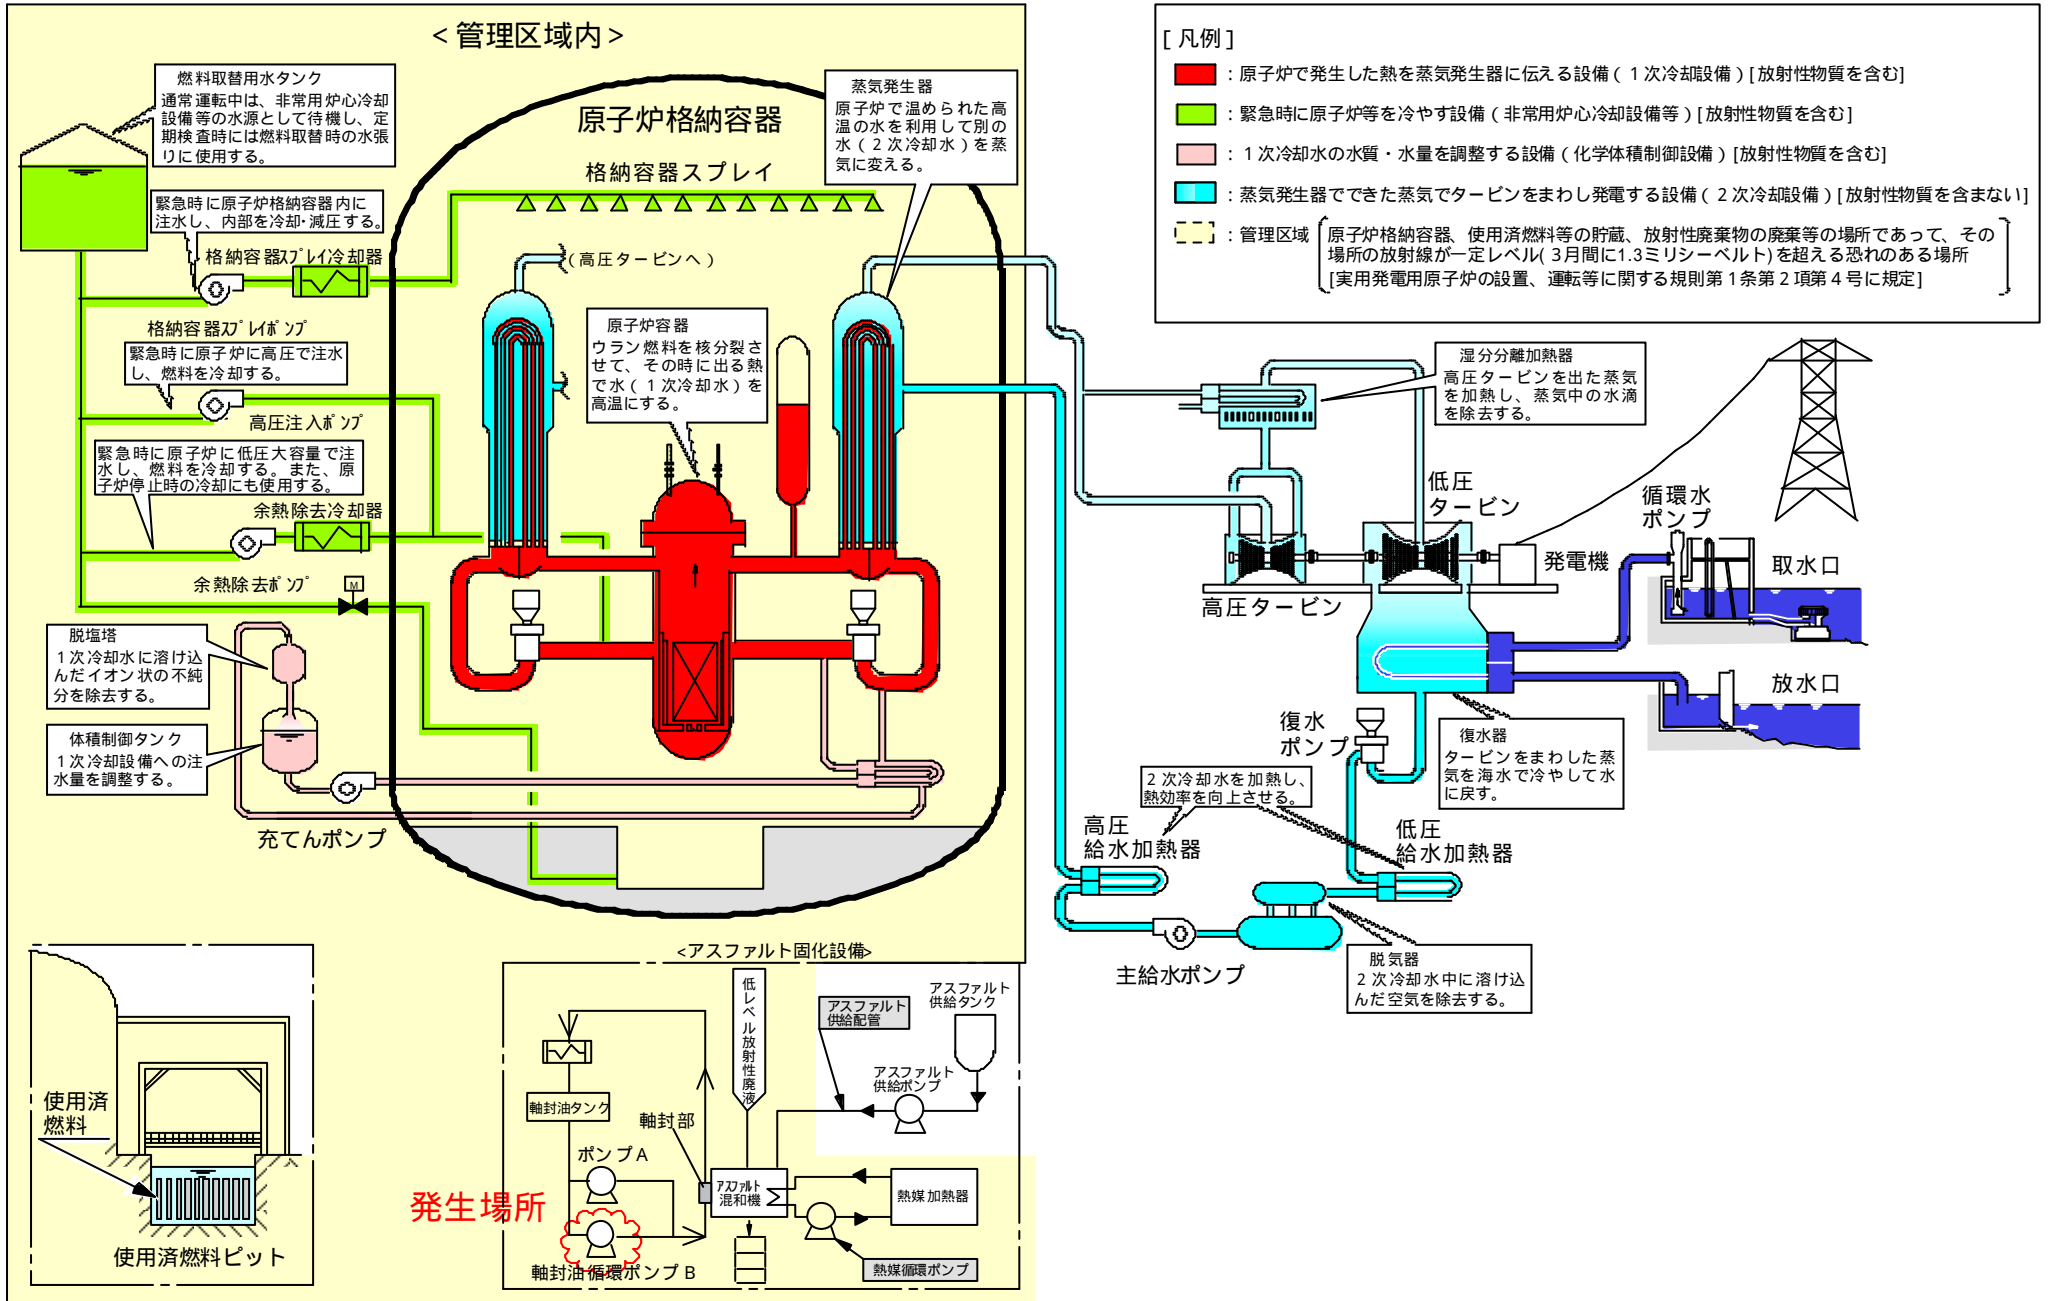 <管理区域内>
燃料取替用水タンク
通常運転中は、非常用炉心冷却
設備等の水源として待機し、定
期検査時には燃料取替時の水張
りに使用する。
緊急時に原子炉格納容器内に
注水し、内部を冷却・減圧する。
格納容器ｽﾌﾟﾚｲ冷却器
格納容器ｽﾌﾟﾚｲﾎﾟﾝﾌﾟ
緊急時に原子炉に高圧で注水
し、燃料を冷却する。
高圧注入ﾎﾟﾝﾌﾟ
緊急時に原子炉に低圧大容量で注
水し、燃料を冷却する。また、原
子炉停止時の冷却にも使用する。
余熱除去冷却器
余熱除去ﾎﾟﾝﾌﾟ
M
脱塩塔
1次冷却水に溶け込
んだイオン状の不純
分を除去する。
体積制御タンク
1次冷却設備への注
水量を調整する。
充てんポンプ
原子炉格納容器
格納容器スプレイ
(高圧タービンへ)
蒸気発生器
原子炉で温められた高
温の水を利用して別の
水(2次冷却水)を蒸
気に変える。
原子炉容器
ウラン燃料を核分裂さ
せて、その時に出る熱
で水(1次冷却水)を
高温にする。
[凡例]
:原子炉で発生した熱を蒸気発生器に伝える設備(1次冷却設備)[放射性物質を含む]
:緊急時に原子炉等を冷やす設備(非常用炉心冷却設備等)[放射性物質を含む]
:1次冷却水の水質・水量を調整する設備(化学体積制御設備)[放射性物質を含む]
:蒸気発生器でできた蒸気でタービンをまわし発電する設備(2次冷却設備)[放射性物質を含まない]
:管理区域
原子炉格納容器、使用済燃料等の貯蔵、放射性廃棄物の廃棄等の場所であって、その
場所の放射線が一定レベル(3月間に1.3ミリシーベルト)を超える恐れのある場所
[実用発電用原子炉の設置、運転等に関する規則第1条第2項第4号に規定]
湿分分離加熱器
高圧タービンを出た蒸気
を加熱し、蒸気中の水滴
を除去する。
低圧
タービン
高圧タービン
発電機
循環水
ポンプ
取水口
放水口
復水
ポンプ
復水器
タービンをまわした蒸
気を海水で冷やして水
に戻す。
2次冷却水を加熱し、
熱効率を向上させる。
高圧
給水加熱器
低圧
給水加熱器
主給水ポンプ
脱気器
2次冷却水中に溶け込
んだ空気を除去する。
使用済
燃料
使用済燃料ピット
<アスファルト固化設備>
低レベル放射性廃液
アスファルト
供給配管
アスファルト
供給タンク
アスファルト
供給ポンプ
軸封油タンク
軸封部
ポンプA
発生場所
軸封油循環ポンプB
ｱｽﾌｧﾙﾄ
混和機
熱媒加熱器
熱媒循環ポンプ